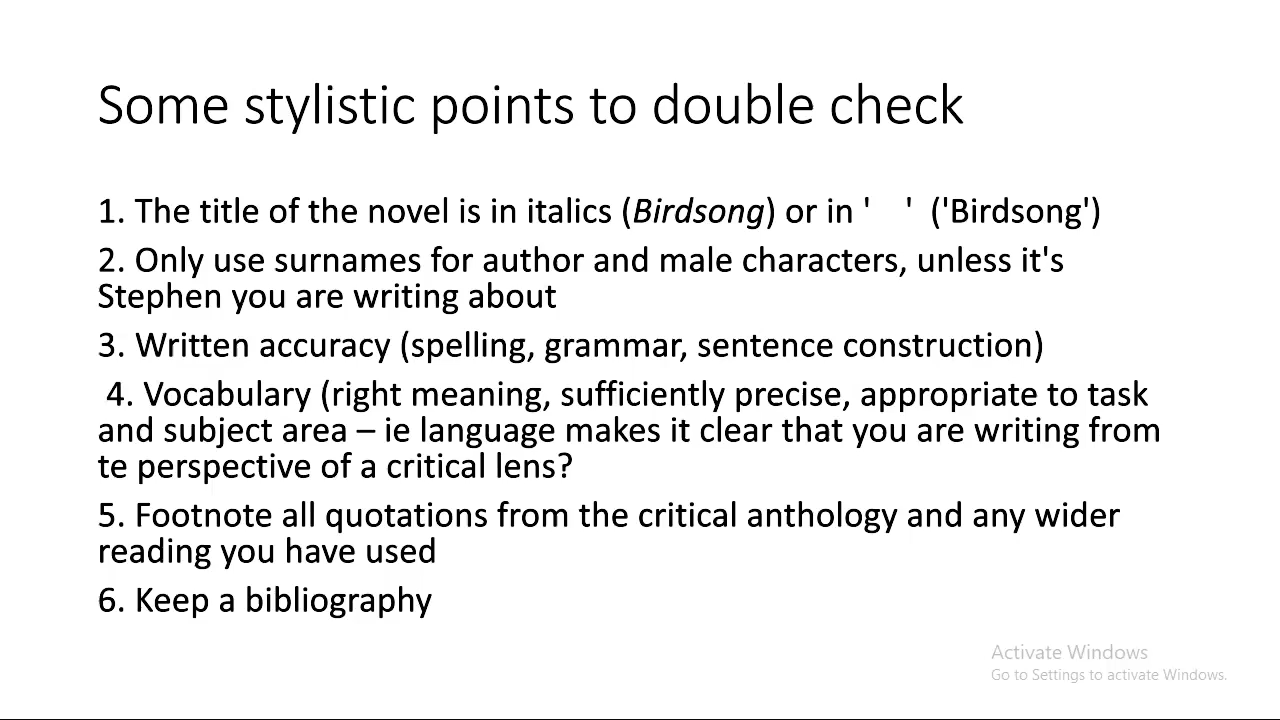 Some stylistic points to double check
1. The title of the novel is in italics (Birdsong) or in '   '  ('Birdsong')
2. Only use surnames for author and male characters, unless it's
Stephen you are writing about
3. Written accuracy (spelling, grammar, sentence construction)
4. Vocabulary (right meaning, sufficiently precise, appropriate to task
and subject area – ie language makes it clear that you are writing from
te perspective of a critical lens?
5. Footnote all quotations from the critical anthology and any wider
reading you have used
6. Keep a bibliography
Activate Windows
Go to Settings to activate Windows.